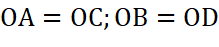 OA = OC; OB = OD